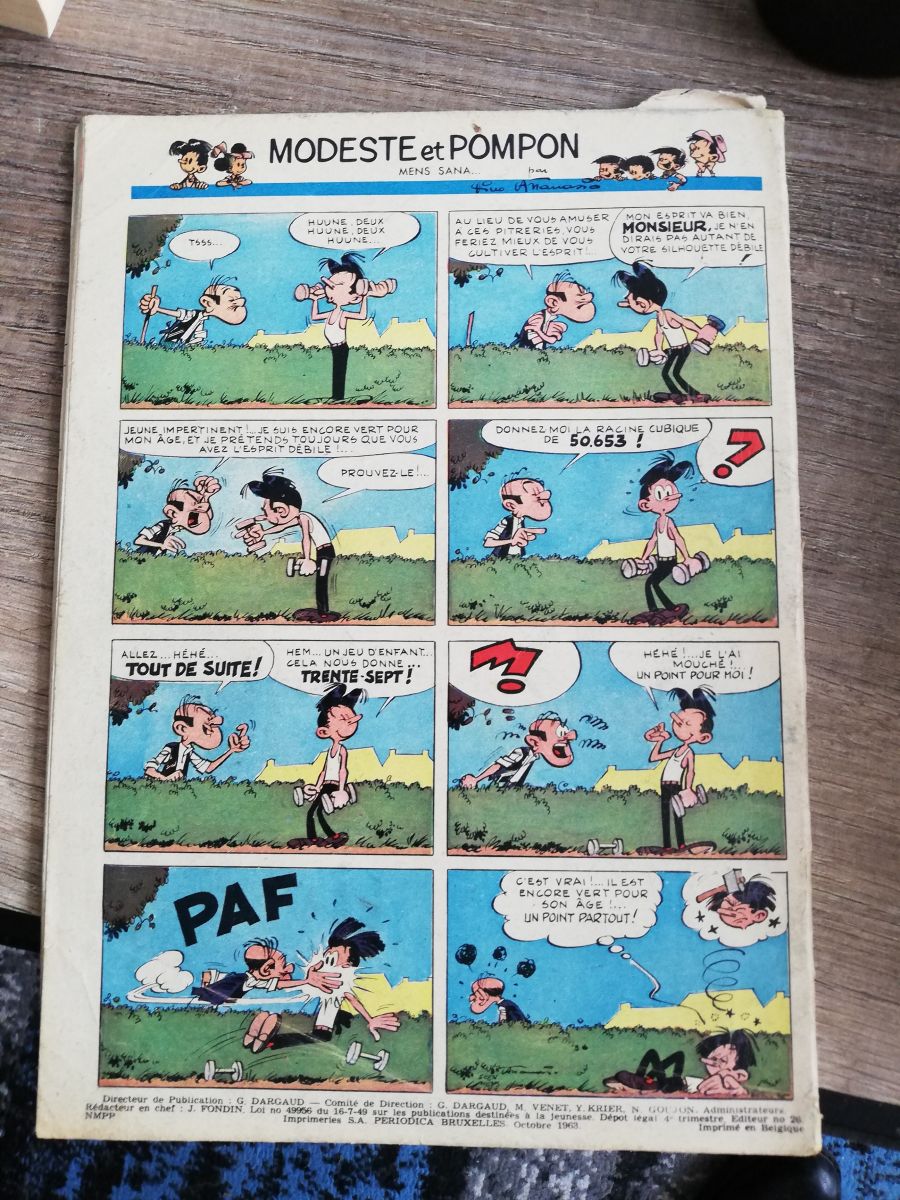 MODESTE et POMPON
MENS SANA...
par
Dino Attanasio
TSSS...
HUUNE, DEUX
HUUNE, DEUX
HUUNE...
AU LIEU DE VOUS AMUSER
A CES PITRERIES, VOUS
FERIEZ MIEUX DE VOUS
CULTIVER L'ESPRIT!...
MON ESPRIT VA BIEN,
MONSIEUR, JE N'EN
DIRAIS PAS AUTANT DE
VOTRE SILHOUETTE DÉBILE
!
JEUNE IMPERTINENT!... JE SUIS ENCORE VERT POUR
MON ÂGE, ET JE PRÉTENDS TOUJOURS QUE VOUS
AVEZ L'ESPRIT DÉBILE!...
PROUVEZ-LE!...
DONNEZ MOI LA RACINE CUBIQUE
DE 50.653!
?
ALLEZ... HÉHÉ...
TOUT DE SUITE!
HEM... UN JEU D'ENFANT...
CELA NOUS DONNE...
TRENTE-SEPT!
?
HÉHÉ!... JE L'AI
MOUCHÉ!...
UN POINT POUR MOI!
PAF
C'EST VRAI!... IL EST
ENCORE VERT POUR
SON ÂGE!...
UN POINT PARTOUT!
Directeur de Publication : G. DARGAUD — Comité de Direction : G. DARGAUD, M. VENET, Y. KRIER, N. GOUJON. Administrateurs.
Rédacteur en chef : J. FONDIN. Loi no 49956 du 16-7-49 sur les publications destinées à la jeunesse. Dépôt légal 4e trimestre. Editeur no 26.
NMPP
Imprimeries S.A. PERIODICA BRUXELLES. Octobre 1963.
Imprimé en Belgique